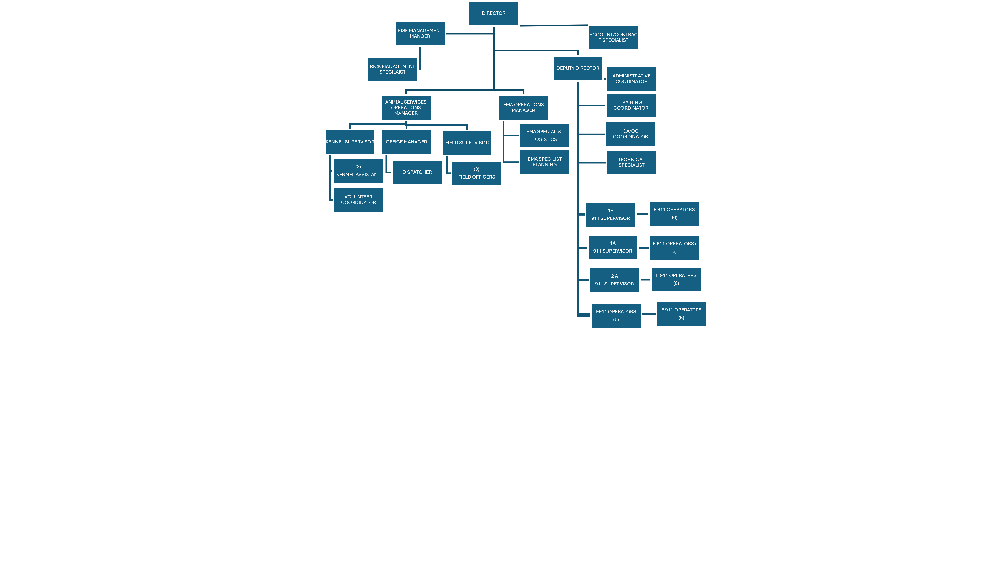 DIRECTOR
RISK MANAGEMENT
MANGER
ACCOUNT/CONTRAC
T SPECIALIST
RICK MANAGEMENT
SPECILAIST
DEPUTY DIRECTOR
ADMINISTRATIVE
COODINATOR
TRAINING
COORDINATOR
ANIMAL SERVICES
OPERATIONS
MANAGER
EMA OPERATIONS
MANAGER
QA/OC
COORDINATOR
EMA SPECIALIST
LOGISTICS
KENNEL SUPERVISOR
OFFICE MANAGER
FIELD SUPERVISOR
EMA SPECILIST
PLANNING
TECHNICAL
SPECIALIST
(2)
KENNEL ASSISTANT
DISPATCHER
(9)
FIELD OFFICERS
VOLUNTEER
COORDINATOR
1B
911 SUPERVISOR
E 911 OPERATORS
(6)
1A
911 SUPERVISOR
E 911 OPERATORS (
6)
2 A
911 SUPERVISOR
E 911 OPERATPRS
(6)
E911 OPERATORS
(6)
E 911 OPERATPRS
(6)